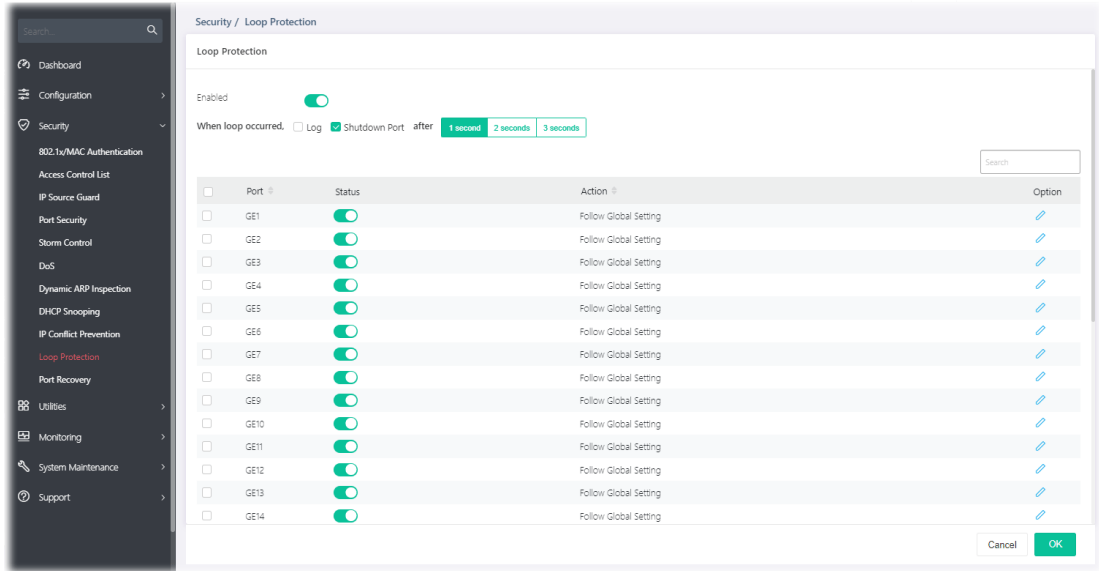 Search...
Dashboard
Configuration
Security
802.1x/MAC Authentication
Access Control List
IP Source Guard
Port Security
Storm Control
DoS
Dynamic ARP Inspection
DHCP Snooping
IP Conflict Prevention
Loop Protection
Port Recovery
Utilities
Monitoring
System Maintenance
Support
Security / Loop Protection
Loop Protection
Enabled
When loop occurred, Log Shutdown Port after 1 second 2 seconds 3 seconds
Search
Port Status Action Option
GE1 Follow Global Setting
GE2 Follow Global Setting
GE3 Follow Global Setting
GE4 Follow Global Setting
GE5 Follow Global Setting
GE6 Follow Global Setting
GE7 Follow Global Setting
GE8 Follow Global Setting
GE9 Follow Global Setting
GE10 Follow Global Setting
GE11 Follow Global Setting
GE12 Follow Global Setting
GE13 Follow Global Setting
GE14 Follow Global Setting
Cancel OK